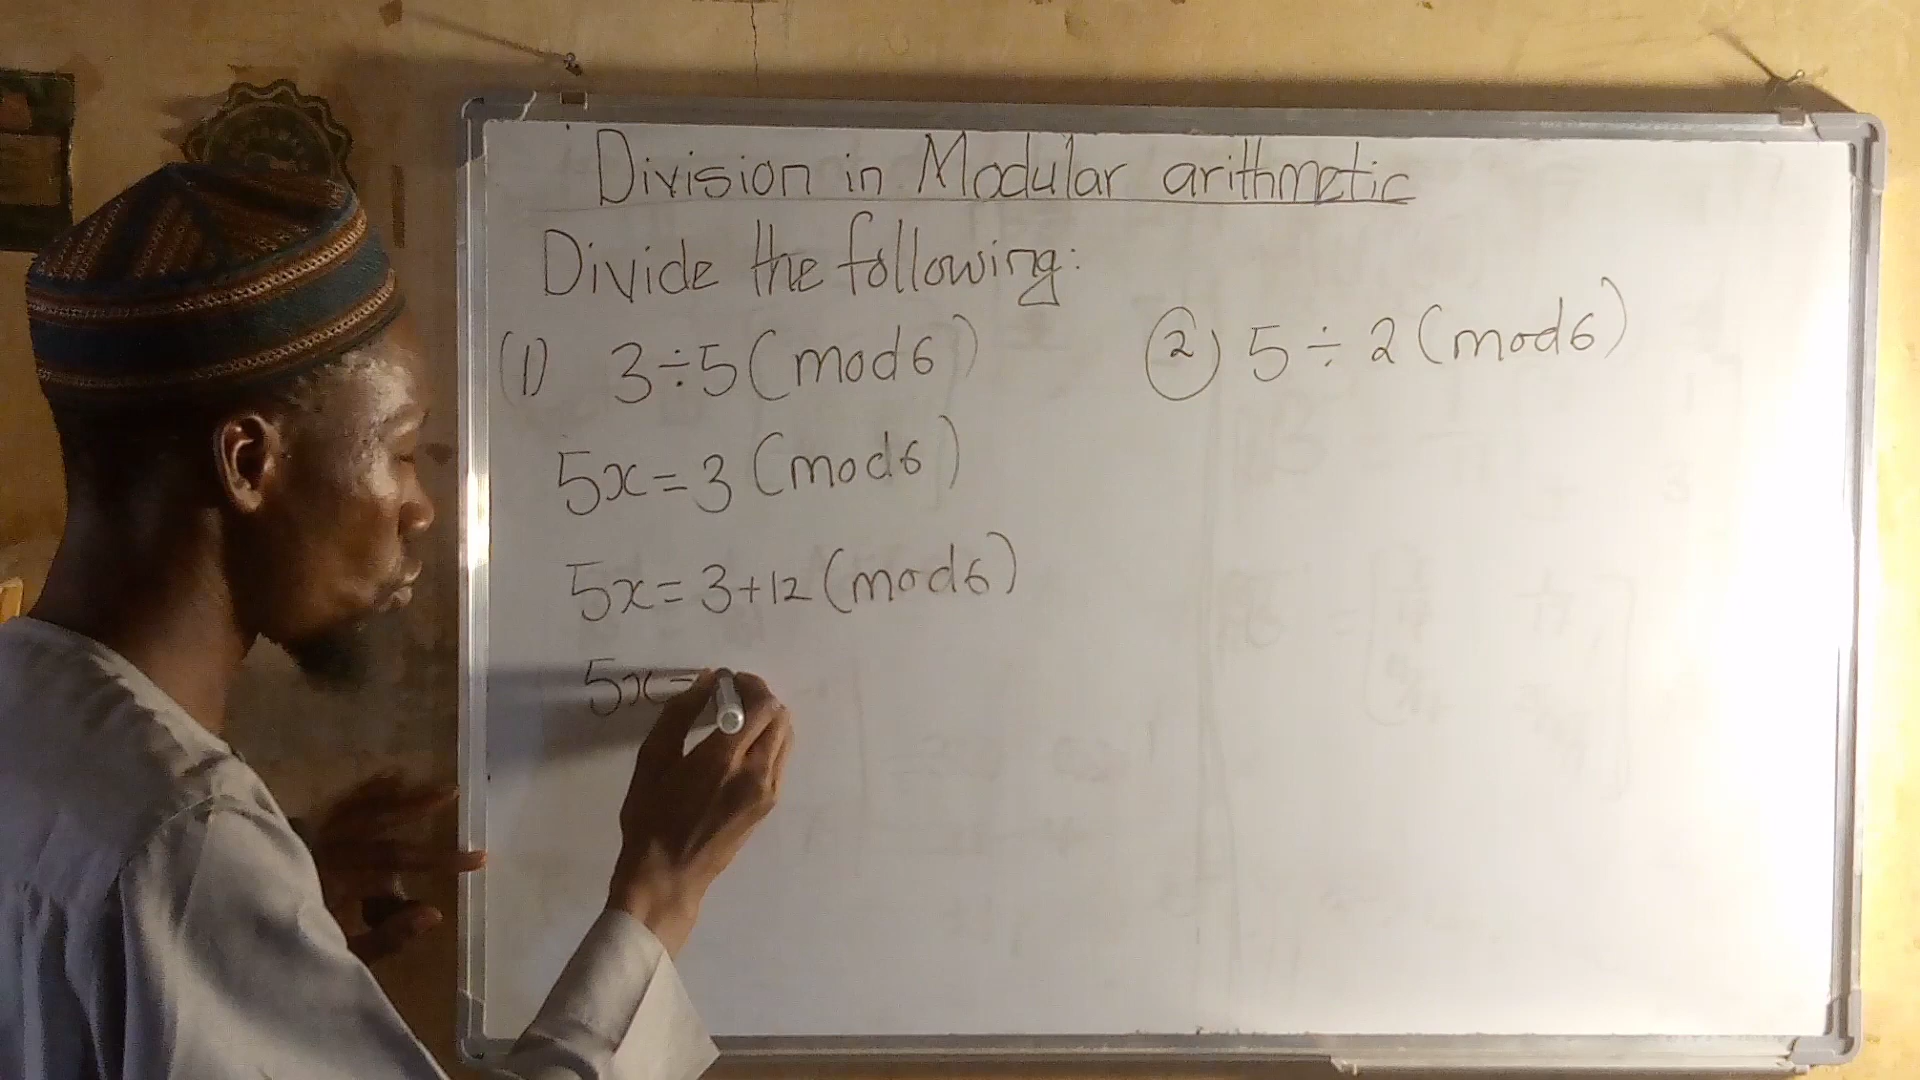 Division in Modular arithmetic
Divide the following:
(1) 3÷5(mod6)
5x=3(mod6)
5x=3+12(mod6)
5x=
2) 5÷2(mod6)